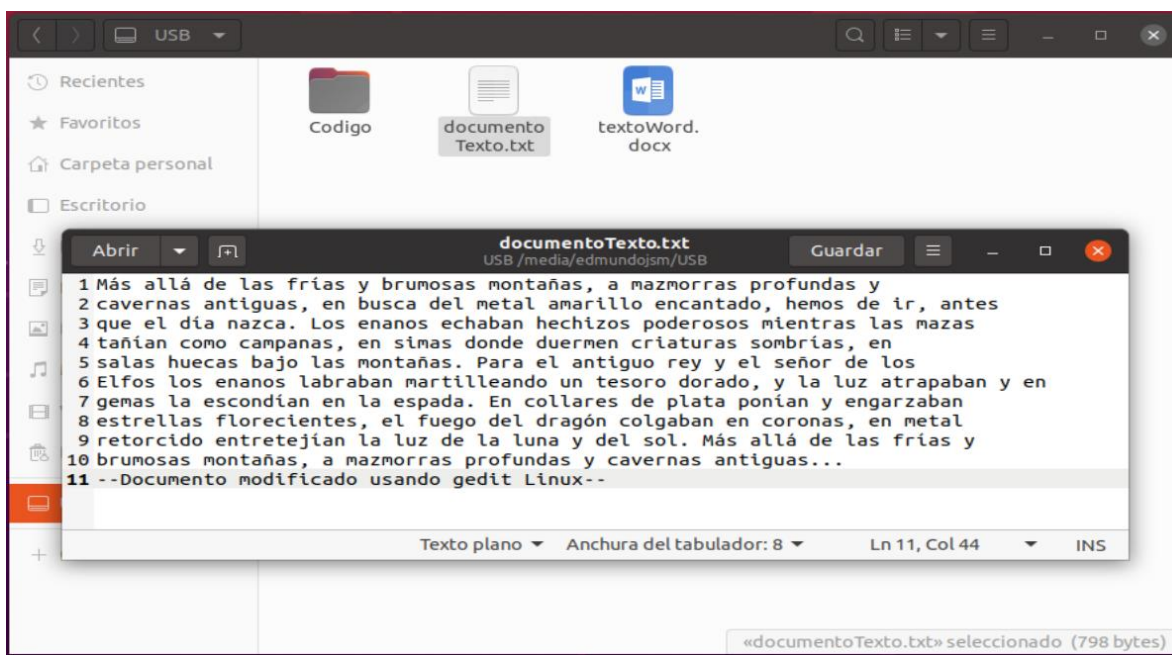 USB
Recientes
Favoritos
Carpeta personal
Escritorio
Codigo
documento
Texto.txt
textoWord.
docx
Abrir
documentoTexto.txt
USB /media/edmundojsm/USB
Guardar
1 Más allá de las frías y brumosas montañas, a mazmorras profundas y
2 cavernas antiguas, en busca del metal amarillo encantado, hemos de ir, antes
3 que el día nazca. Los enanos echaban hechizos poderosos mientras las mazas
4 tañían como campanas, en simas donde duermen criaturas sombrías, en
5 salas huecas bajo las montañas. Para el antiguo rey y el señor de los
6 Elfos los enanos labraban martilleando un tesoro dorado, y la luz atrapaban y en
7 gemas la escondían en la espada. En collares de plata ponían y engarzaban
8 estrellas florecientes, el fuego del dragón colgaban en coronas, en metal
9 retorcido entretejían la luz de la luna y del sol. Más allá de las frías y
10 brumosas montañas, a mazmorras profundas y cavernas antiguas...
11 --Documento modificado usando gedit Linux--
Texto plano Anchura del tabulador: 8 Ln 11, Col 44 INS
«documentoTexto.txt» seleccionado (798 bytes)